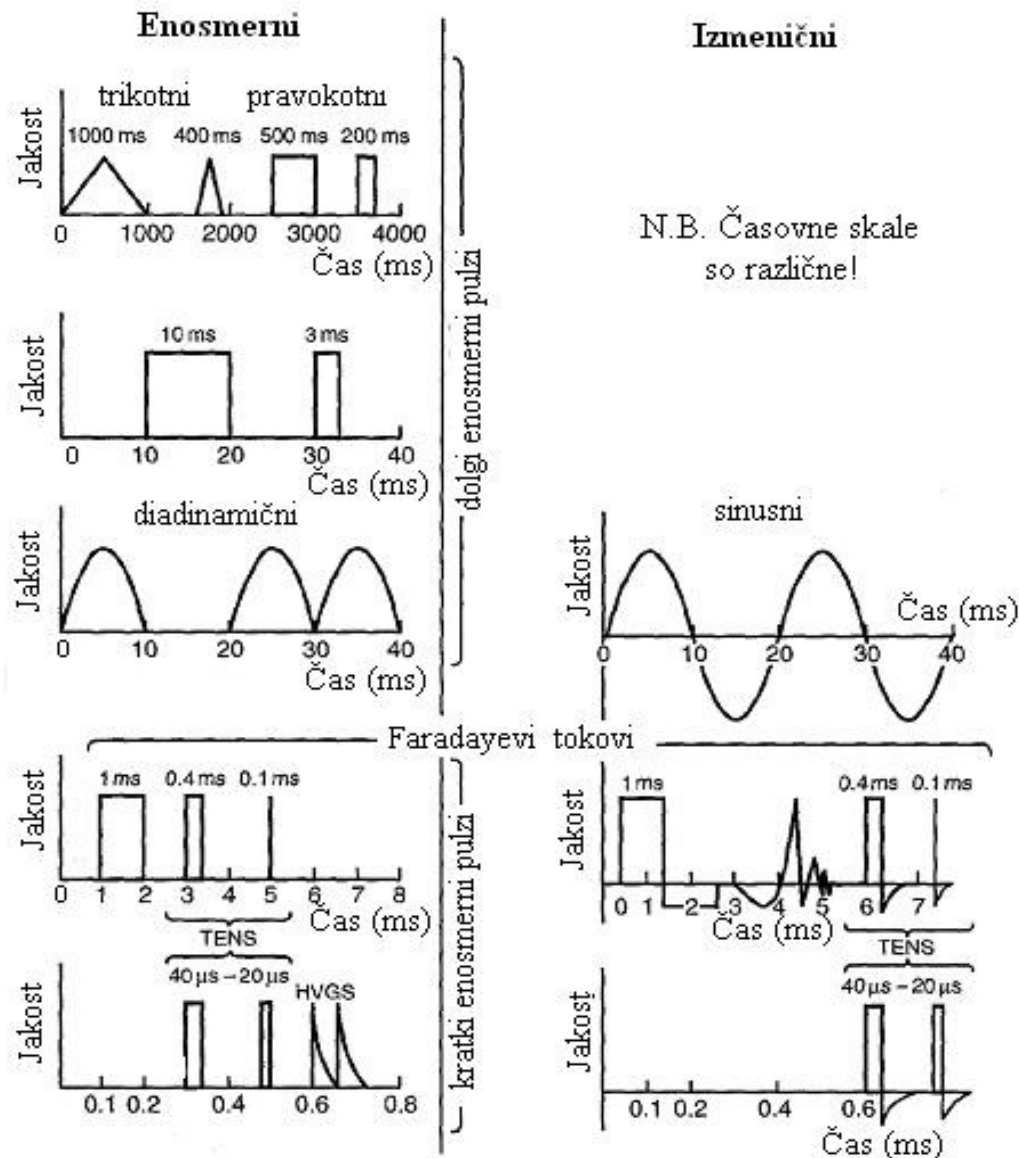 Enosmerni
trikotni pravokotni
1000 ms 400 ms 500 ms 200 ms
Jakost
0 1000 2000 3000 4000
Čas (ms)
10 ms 3 ms
Jakost
0 10 20 30 40
Čas (ms)
diadinamični
Jakost
0 10 20 30 40
Čas (ms)
dolgi enosmerni pulzi
Izmenični
N.B. Časovne skale
so različne!
sinusni
Jakost
Čas (ms)
0 10 20 30 40
Faradayevi tokovi
1 ms 0.4 ms 0.1 ms
Jakost
0 1 2 3 4 5 6 7 8
Čas (ms)
TENS
40 µs – 20 µs
HVGS
Jakost
0.1 0.2 0.4 0.6 0.8
kratki enosmerni pulzi
1 ms 0.4 ms 0.1 ms
Jakost
0 1 2 3 4 5 6 7
Čas (ms)
TENS
40 µs – 20 µs
Jakost
0.1 0.2 0.4 0.6
Čas (ms)